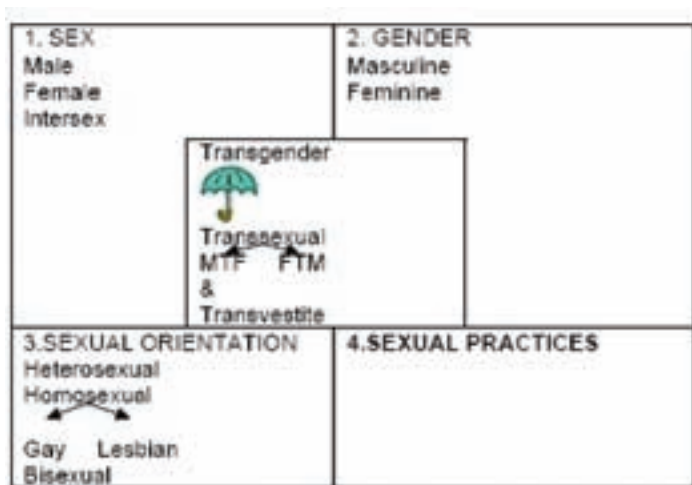 1. SEX
Male
Female
Intersex
2. GENDER
Masculine
Feminine
Transgender
Transsexual
MTF FTM
&
Transvestite
3.SEXUAL ORIENTATION
Heterosexual
Homosexual
Gay Lesbian
Bisexual
4.SEXUAL PRACTICES